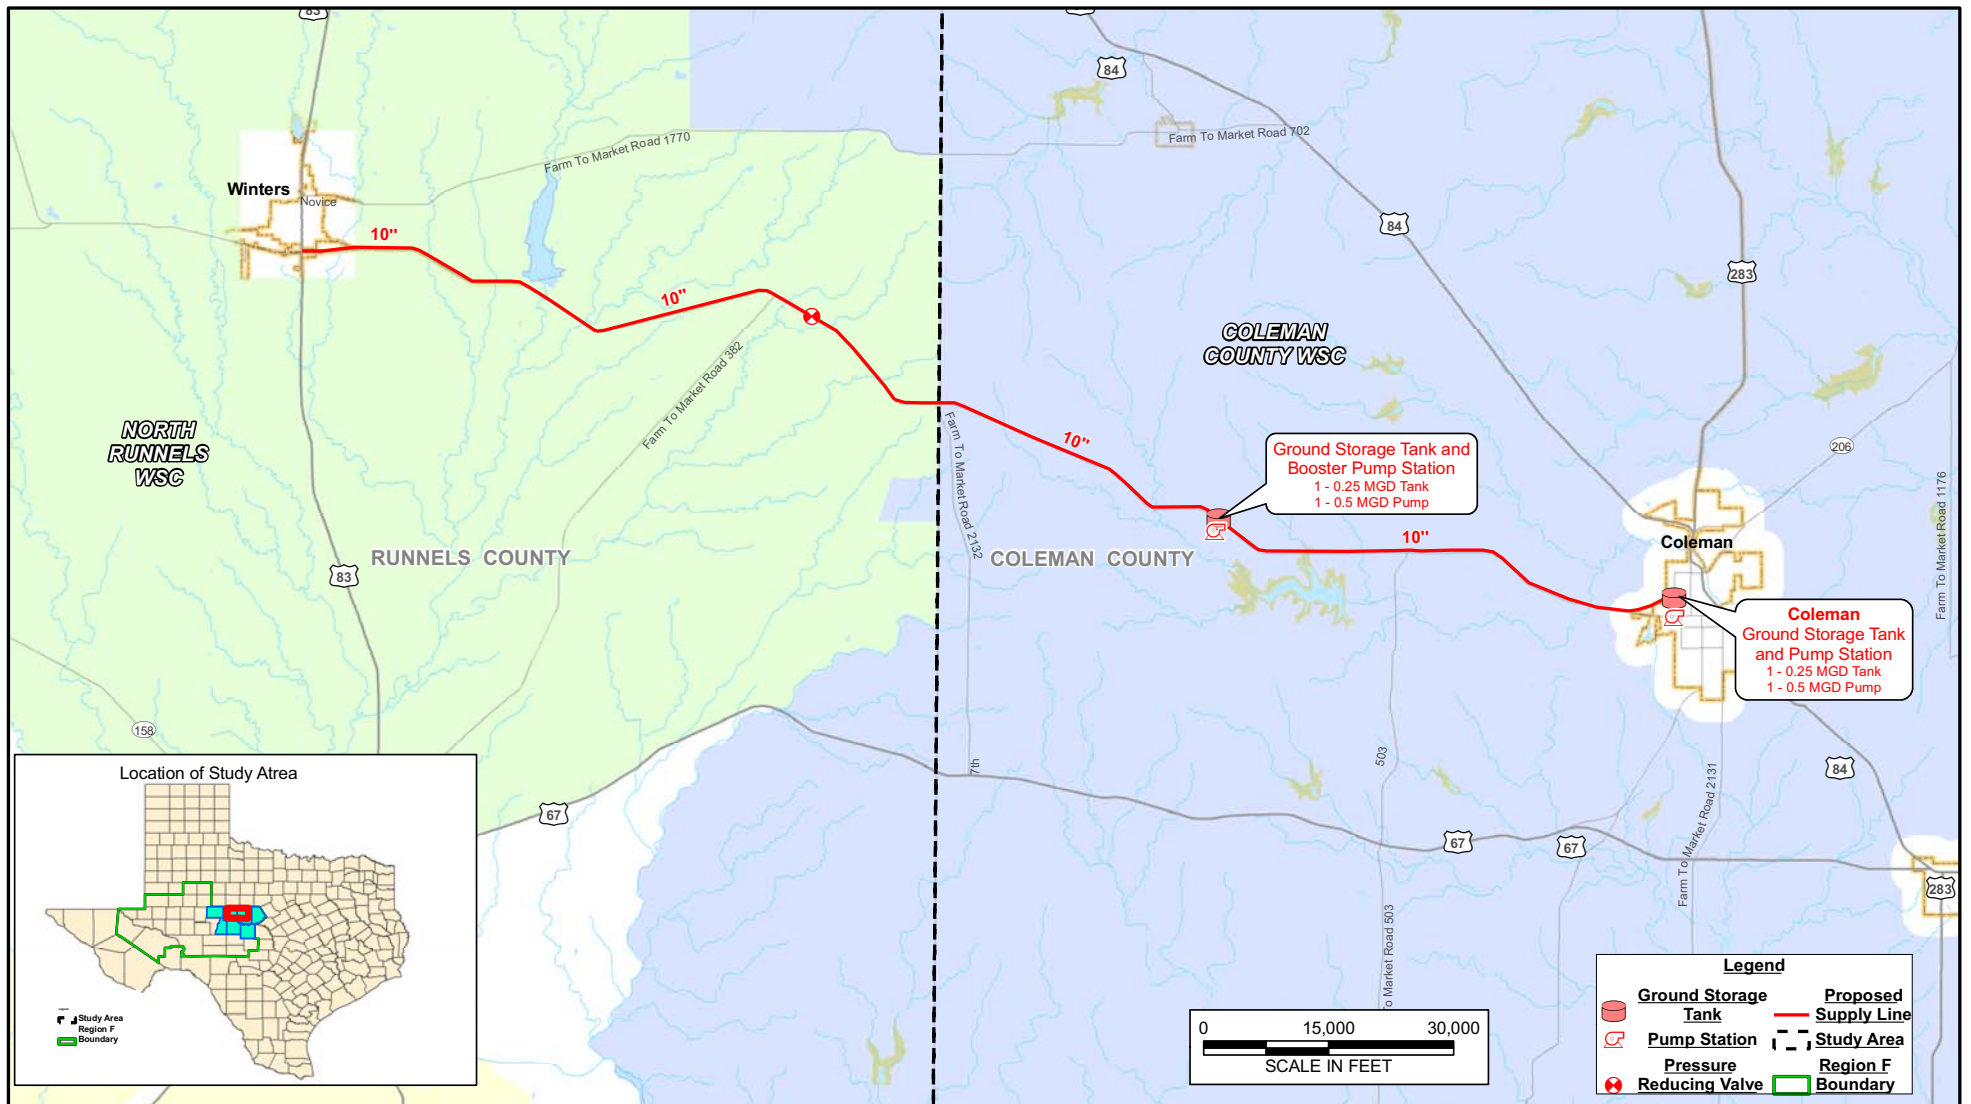 83
84
Farm To Market Road 702
Farm To Market Road 1770
Winters
Novice
84
10"
283
10"
COLEMAN
COUNTY WSC
Farm To Market Road 382
NORTH
RUNNELS
WSC
10"
Farm To Market Road 2132
Ground Storage Tank and
Booster Pump Station
1 - 0.25 MGD Tank
1 - 0.5 MGD Pump
206
Farm To Market Road 1176
10"
Coleman
RUNNELS COUNTY
COLEMAN COUNTY
83
Coleman
Ground Storage Tank
and Pump Station
1 - 0.25 MGD Tank
1 - 0.5 MGD Pump
158
7th
503
84
Farm To Market Road 2131
67
67
67
283
o Market Road 503
Location of Study Atrea
Study Area
Region F
Boundary
0 15,000 30,000
SCALE IN FEET
Legend
Ground Storage
Tank
Pump Station
Pressure
Reducing Valve
Proposed
Supply Line
Study Area
Region F
Boundary